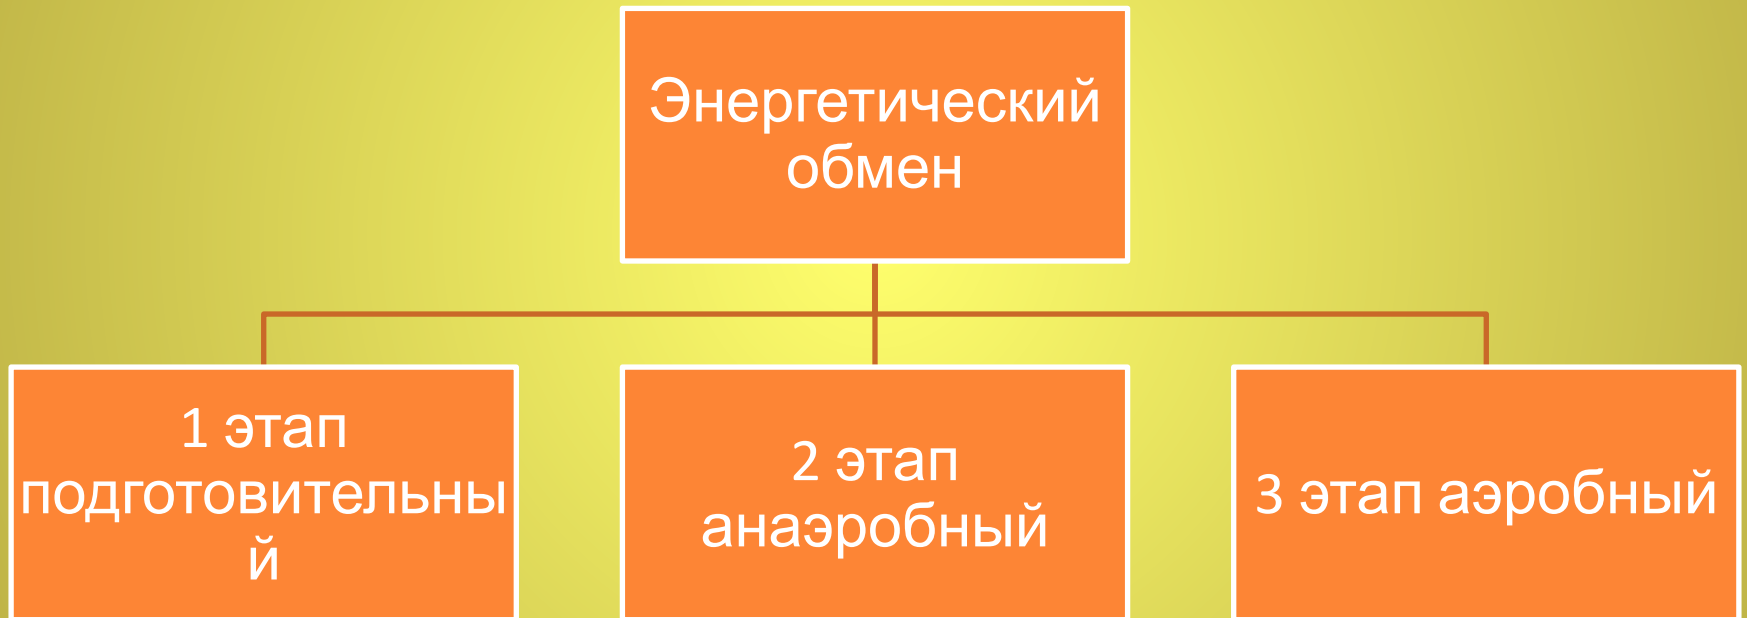 Энергетический
обмен
1 этап
подготовительны
й
2 этап
анаэробный
3 этап аэробный